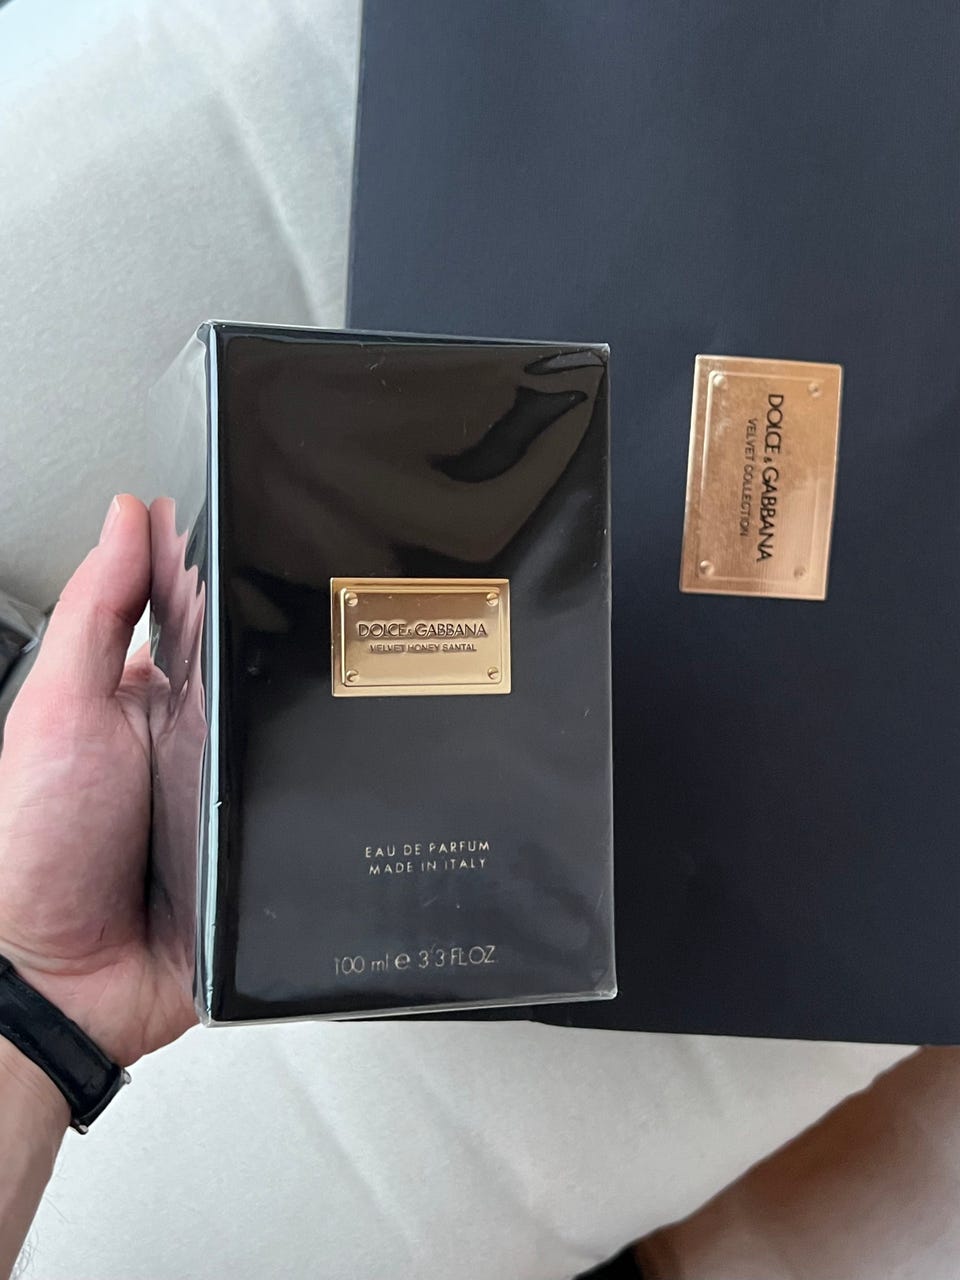 DOLCE & GABBANA
VELVET HONEY SANTAL
EAU DE PARFUM
MADE IN ITALY
100 ml e 3.3 FL.OZ.
DOLCE & GABBANA
VELVET COLLECTION